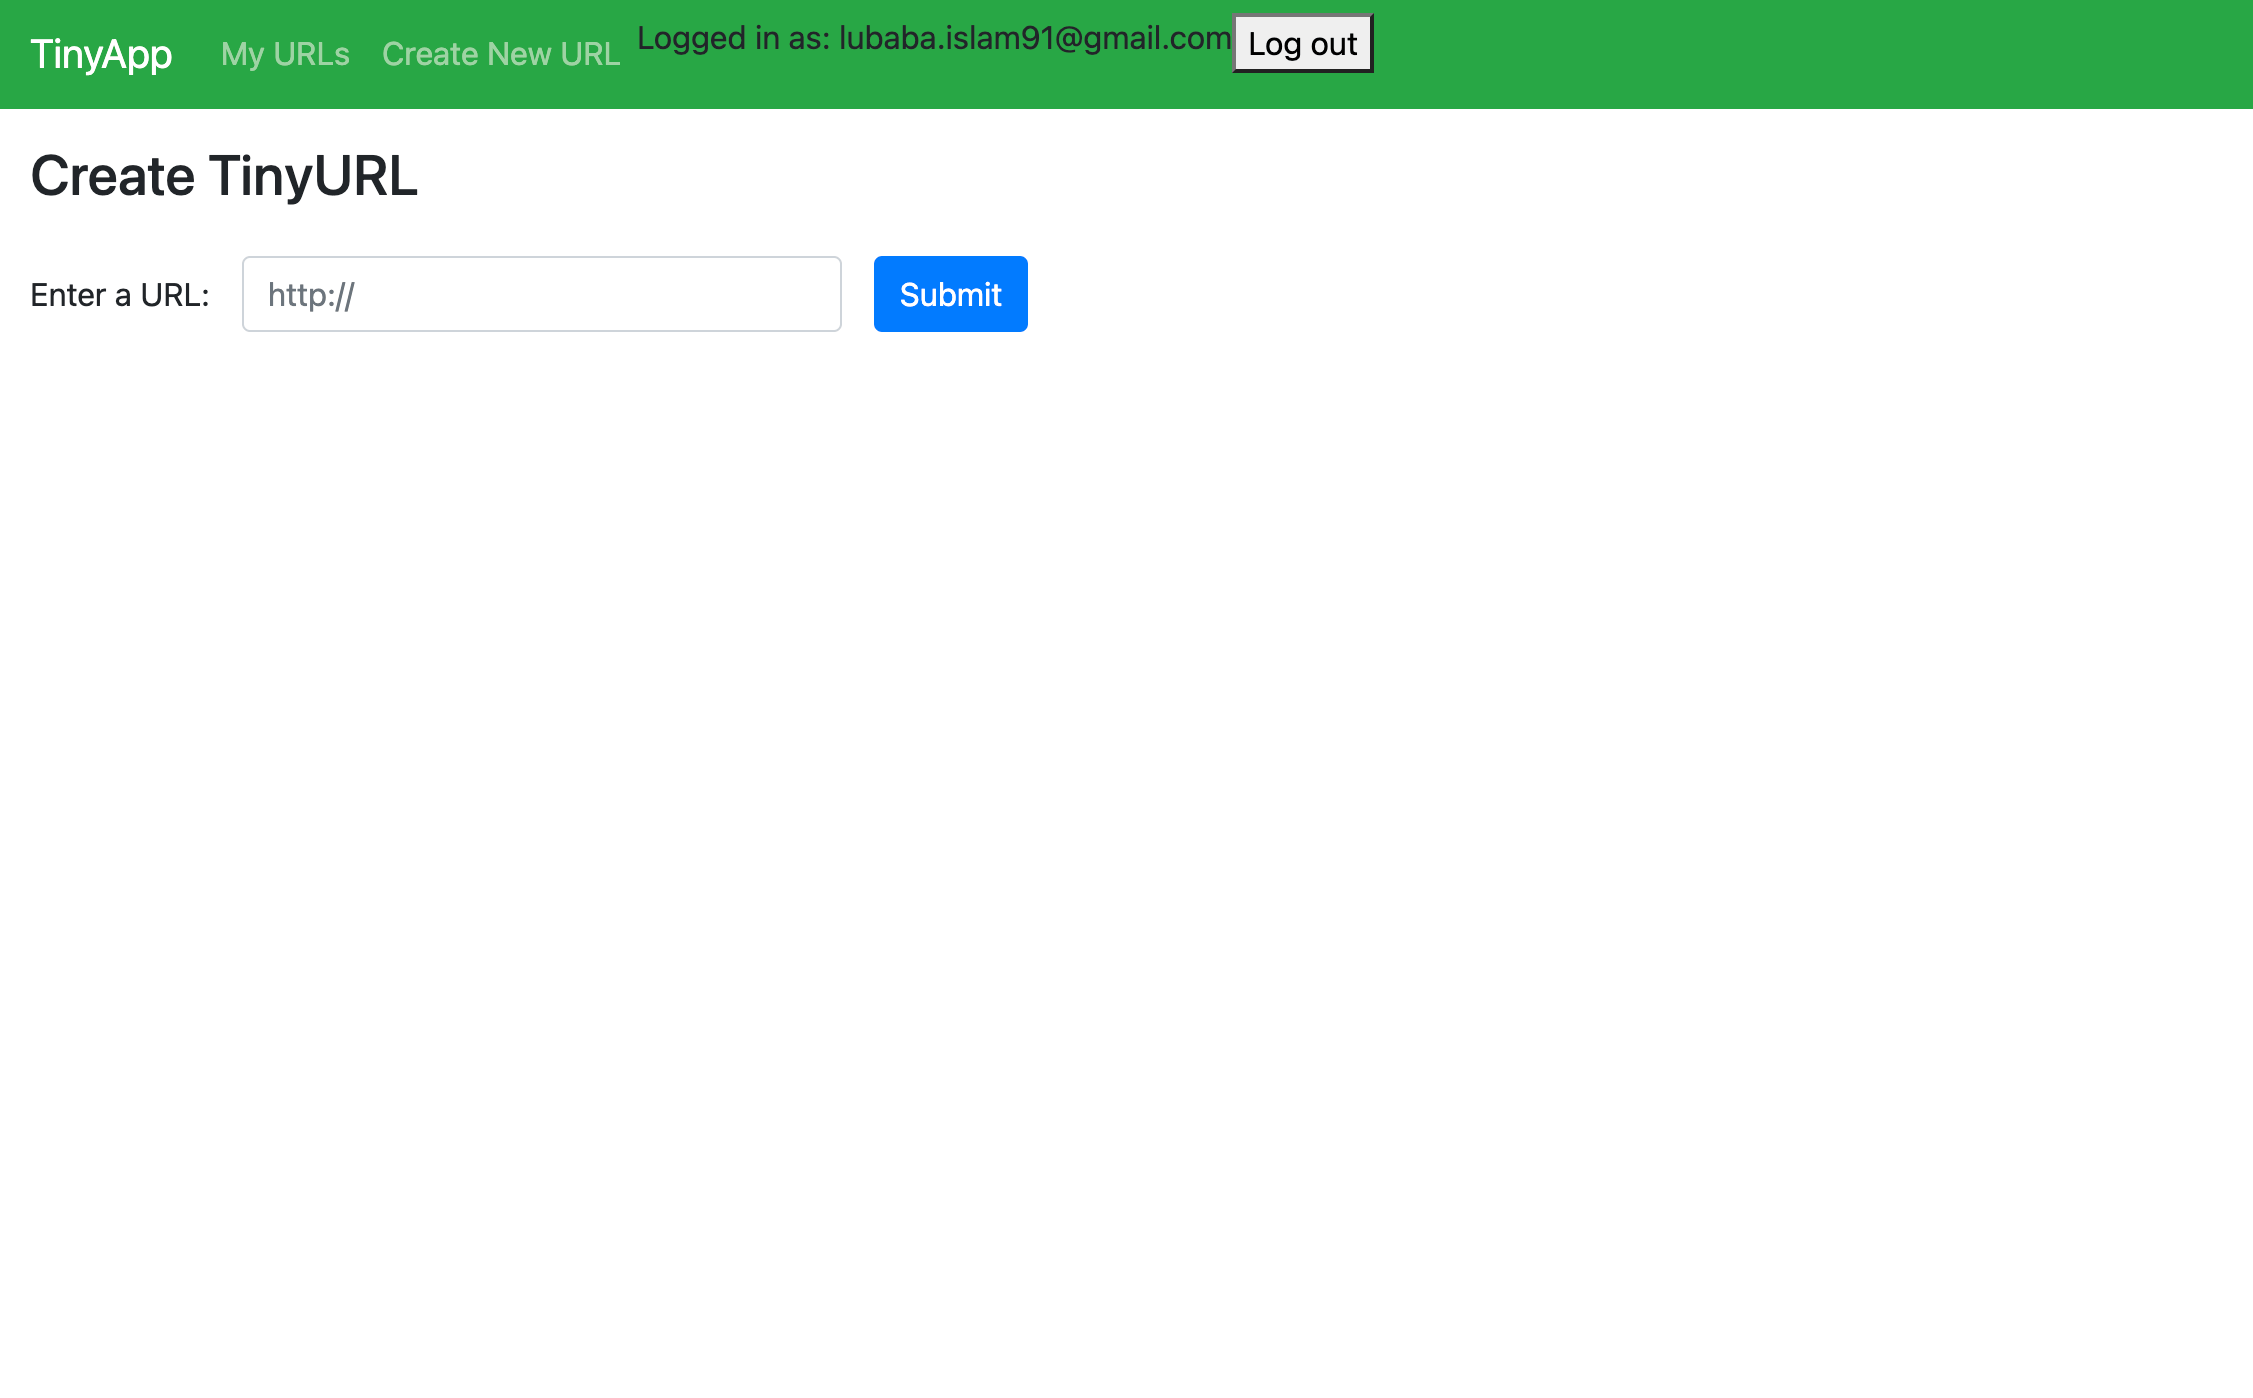 TinyApp My URLs Create New URL Logged in as: lubaba.islam91@gmail.com Log out
Create TinyURL
Enter a URL: http:// Submit